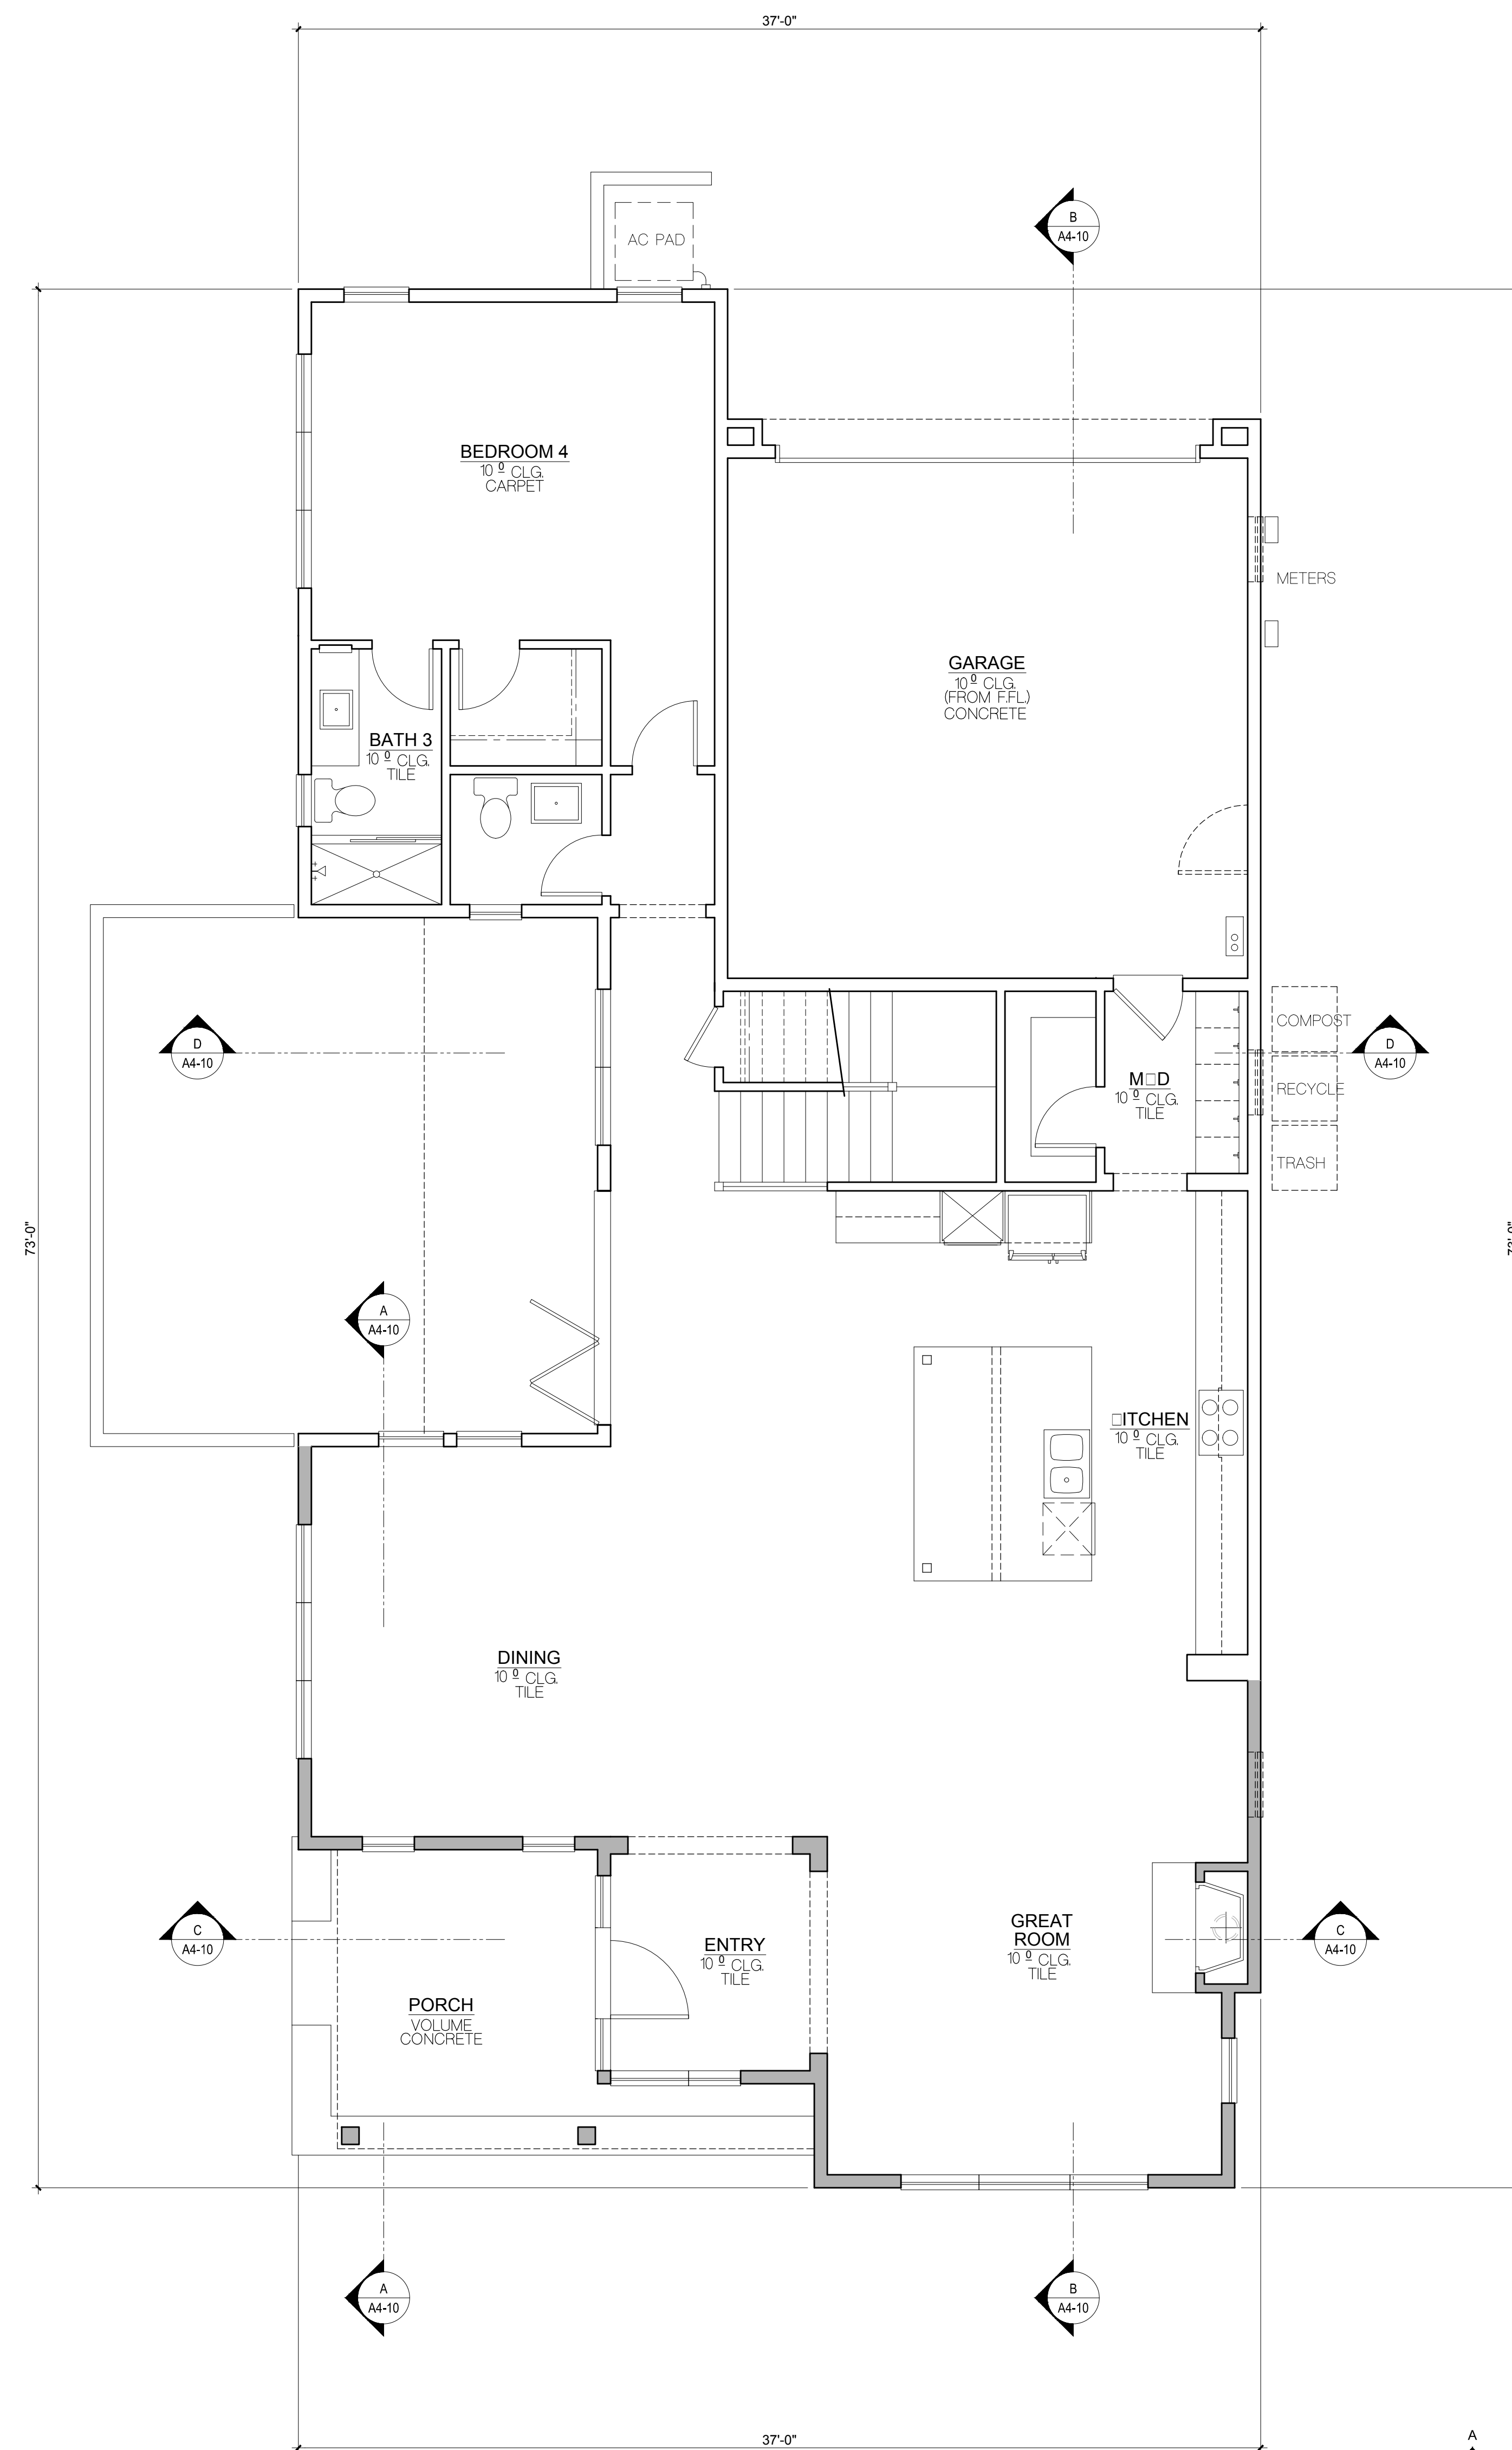 37'-0"
AC PAD
B
A4-10
BEDROOM 4
10 0 CLG.
CARPET
GARAGE
10 0 CLG.
(FROM F.FL.)
CONCRETE
METERS
BATH 3
10 0 CLG.
TILE
D
A4-10
COMPOST
D
A4-10
RECYCLE
M□D
10 0 CLG.
TILE
TRASH
73'-0"
73'-0"
A
A4-10
□ITCHEN
10 0 CLG.
TILE
DINING
10 0 CLG.
TILE
C
A4-10
ENTRY
10 0 CLG.
TILE
GREAT
ROOM
10 0 CLG.
TILE
C
A4-10
PORCH
VOLUME
CONCRETE
A
A4-10
B
A4-10
37'-0"
A